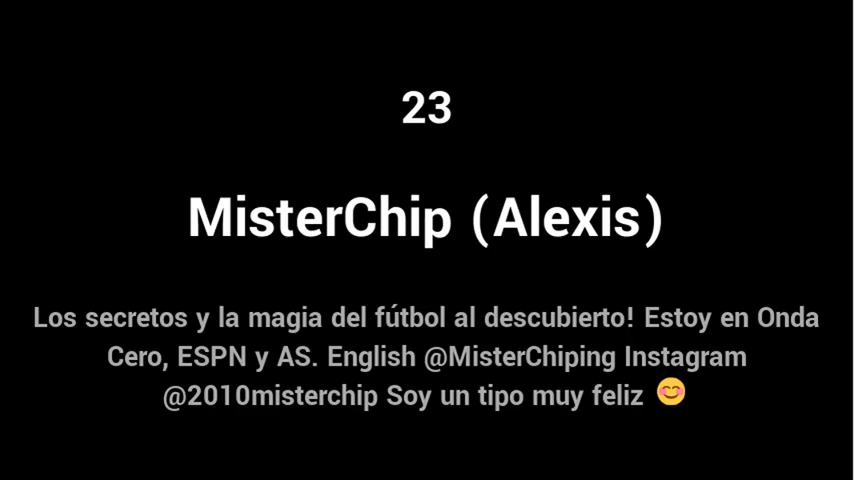 23
MisterChip (Alexis)
Los secretos y la magia del fútbol al descubierto! Estoy en Onda
Cero, ESPN y AS. English @MisterChiping Instagram
@2010misterchip Soy un tipo muy feliz 😊